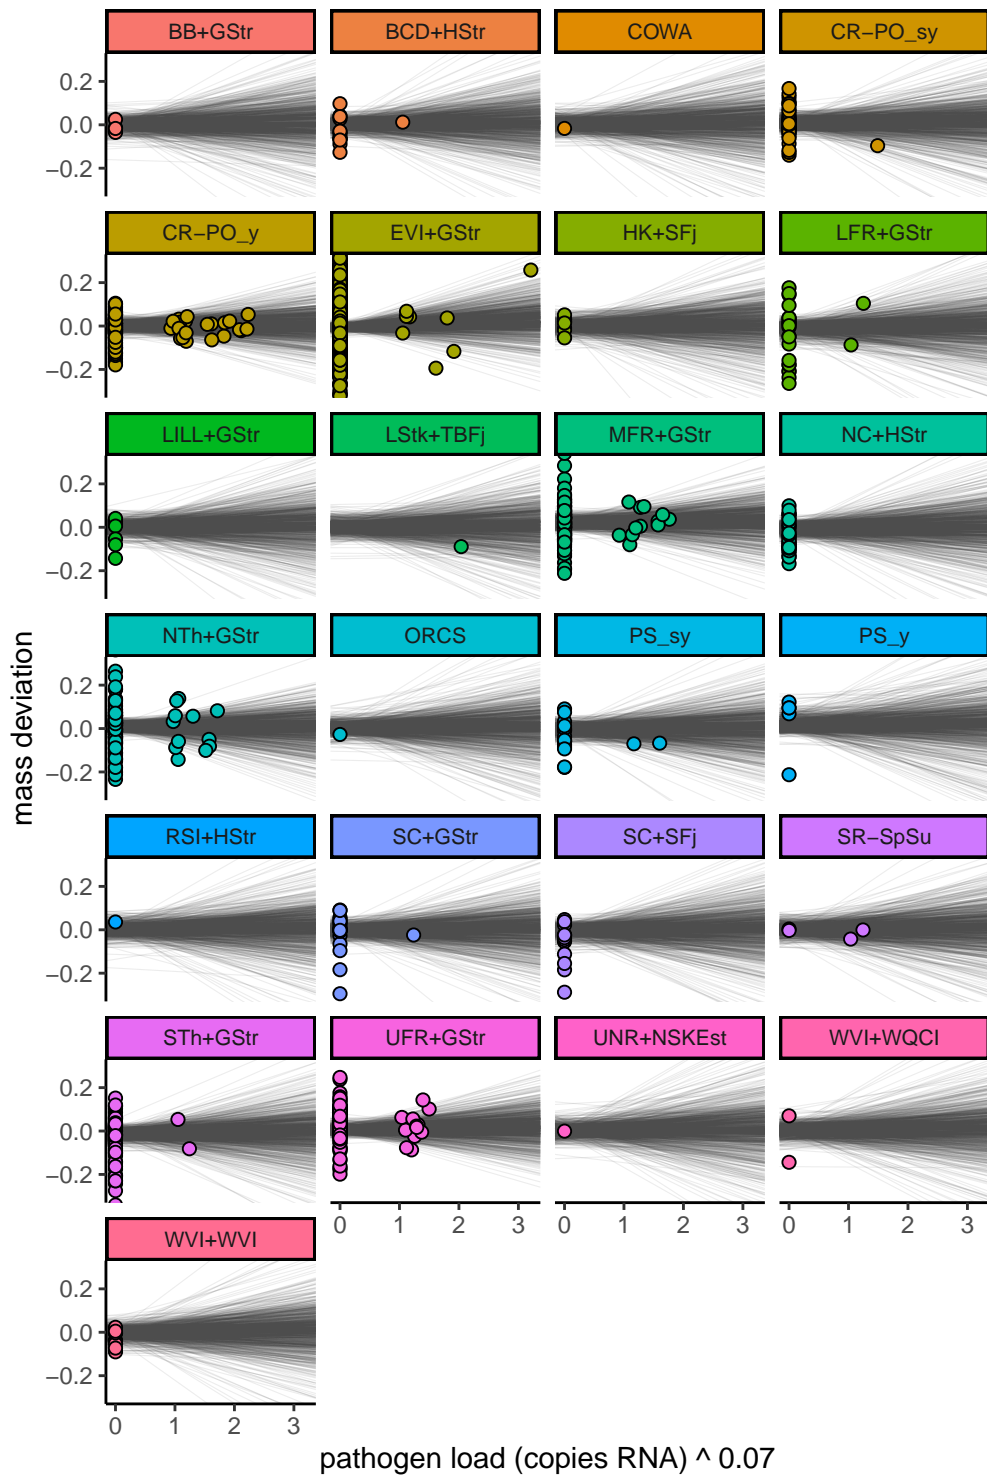 BB+GStr BCD+HStr COWA CR−PO_sy
0.2
0.0
−0.2
CR−PO_y EVI+GStr HK+SFj LFR+GStr
0.2
0.0
−0.2
LILL+GStr LStk+TBFj MFR+GStr NC+HStr
0.2
0.0
−0.2
NTh+GStr ORCS PS_sy PS_y
0.2
0.0
−0.2
RSI+HStr SC+GStr SC+SFj SR−SpSu
0.2
0.0
−0.2
STh+GStr UFR+GStr UNR+NSKEst WVI+WQCI
0.2
0.0
−0.2
0 1 2 3 0 1 2 3 0 1 2 3
WVI+WVI
0.2
0.0
−0.2
0 1 2 3
mass deviation
pathogen load (copies RNA) ^ 0.07